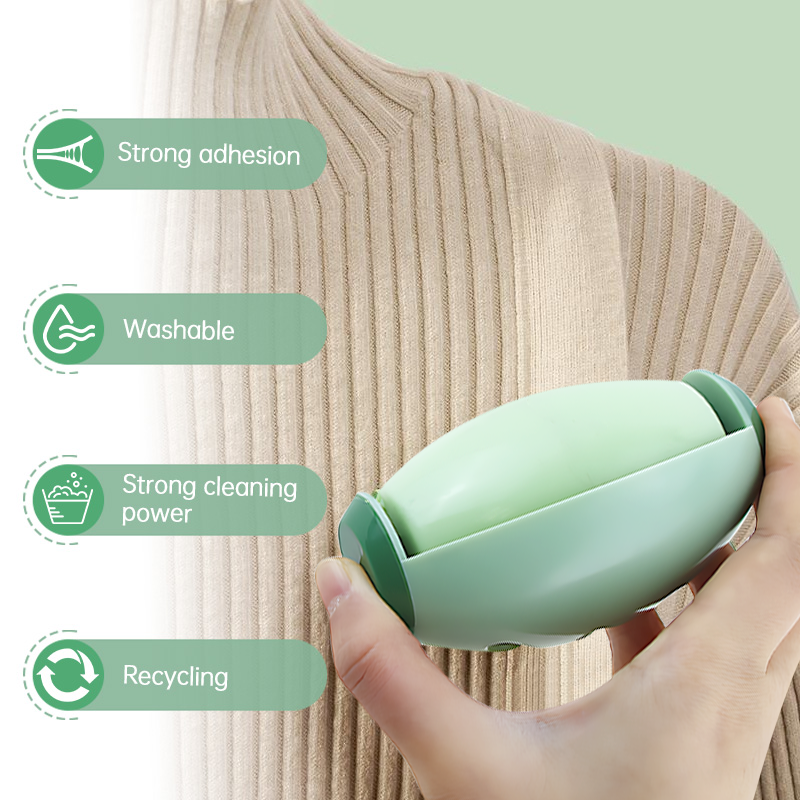 Strong adhesion
Washable
Strong cleaning
power
Recycling